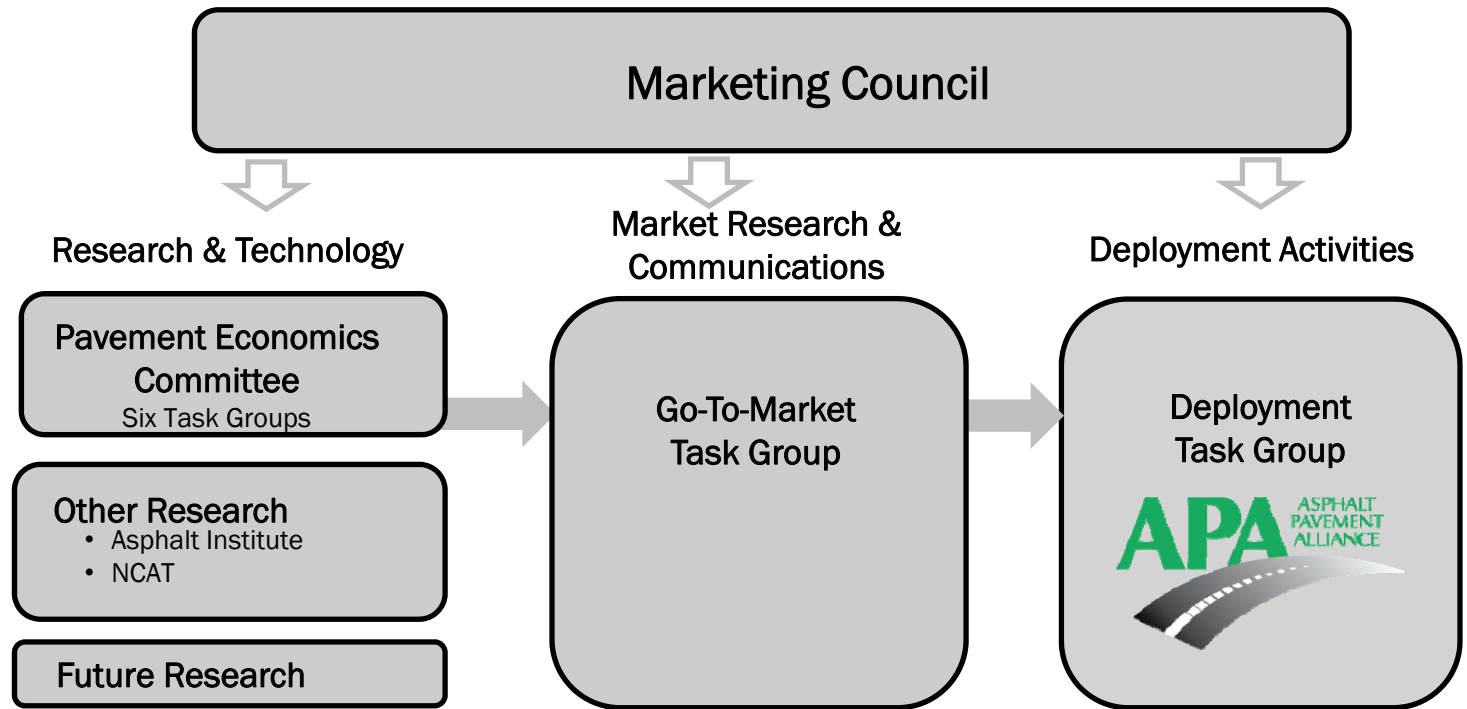 Marketing Council
Research & Technology
Market Research &
Communications
Deployment Activities
Pavement Economics
Committee
Six Task Groups
Other Research
• Asphalt Institute
• NCAT
Future Research
Go-To-Market
Task Group
Deployment
Task Group
APA
ASPHALT
PAVEMENT
ALLIANCE